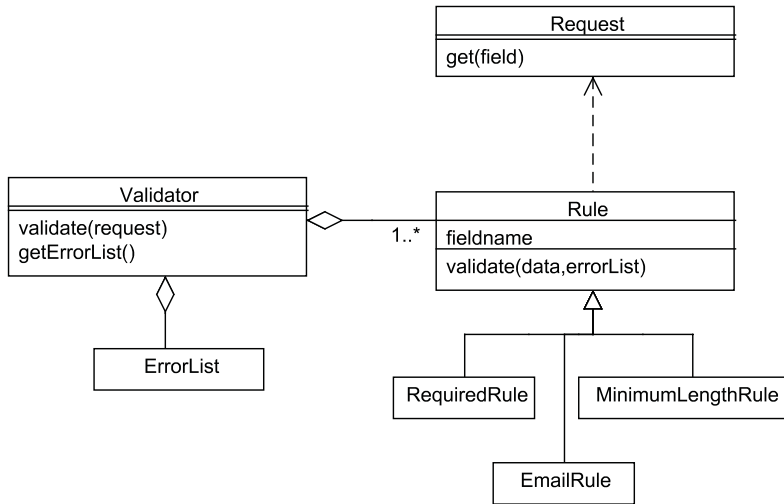 Request
get(field)
Validator
validate(request)
getErrorList()
1..*
Rule
fieldname
validate(data,errorList)
ErrorList
RequiredRule
MinimumLengthRule
EmailRule